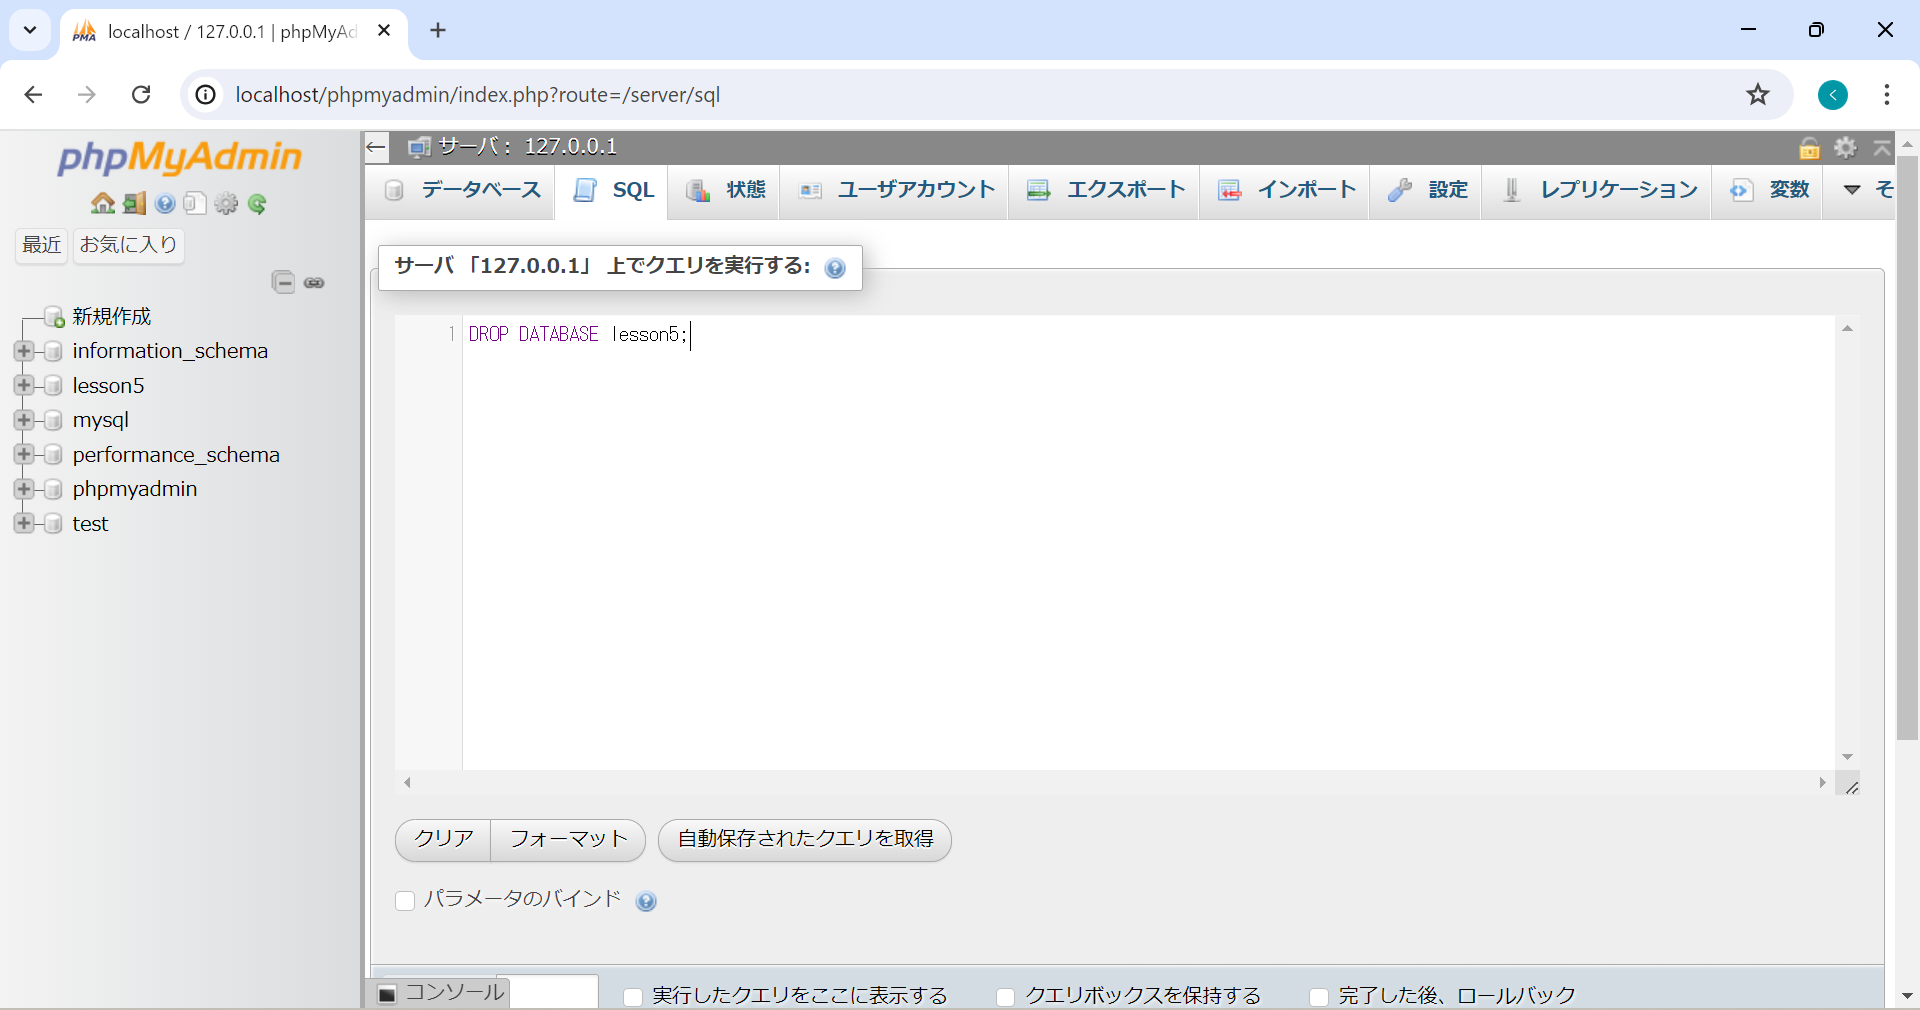 localhost / 127.0.0.1 | phpMyAd
localhost/phpmyadmin/index.php?route=/server/sql
phpMyAdmin
最近 お気に入り
新規作成
information_schema
lesson5
mysql
performance_schema
phpmyadmin
test
サーバ: 127.0.0.1
データベース SQL 状態 ユーザアカウント エクスポート インポート 設定 レプリケーション 変数 そ
サーバ 「127.0.0.1」 上でクエリを実行する:
1 DROP DATABASE lesson5;
クリア フォーマット 自動保存されたクエリを取得
パラメータのバインド
コンソール 実行したクエリをここに表示する クエリボックスを保持する 完了した後、ロールバック